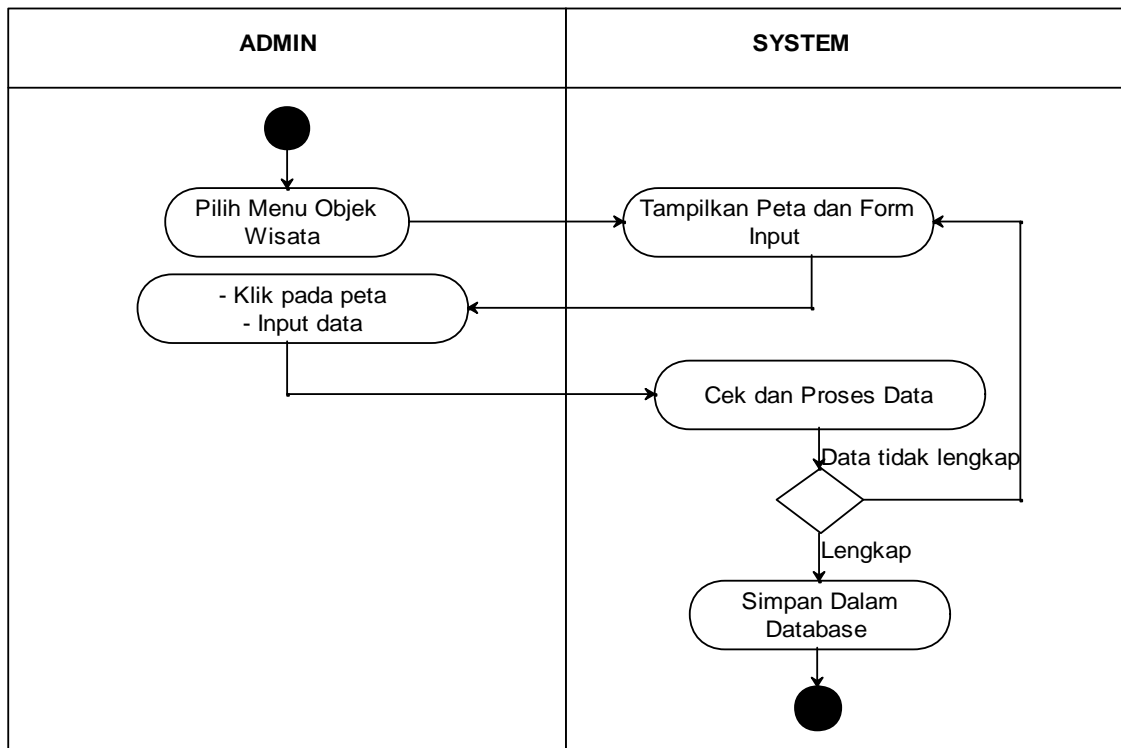 ADMIN
SYSTEM
Pilih Menu Objek
Wisata
Tampilkan Peta dan Form
Input
- Klik pada peta
- Input data
Cek dan Proses Data
Data tidak lengkap
Lengkap
Simpan Dalam
Database